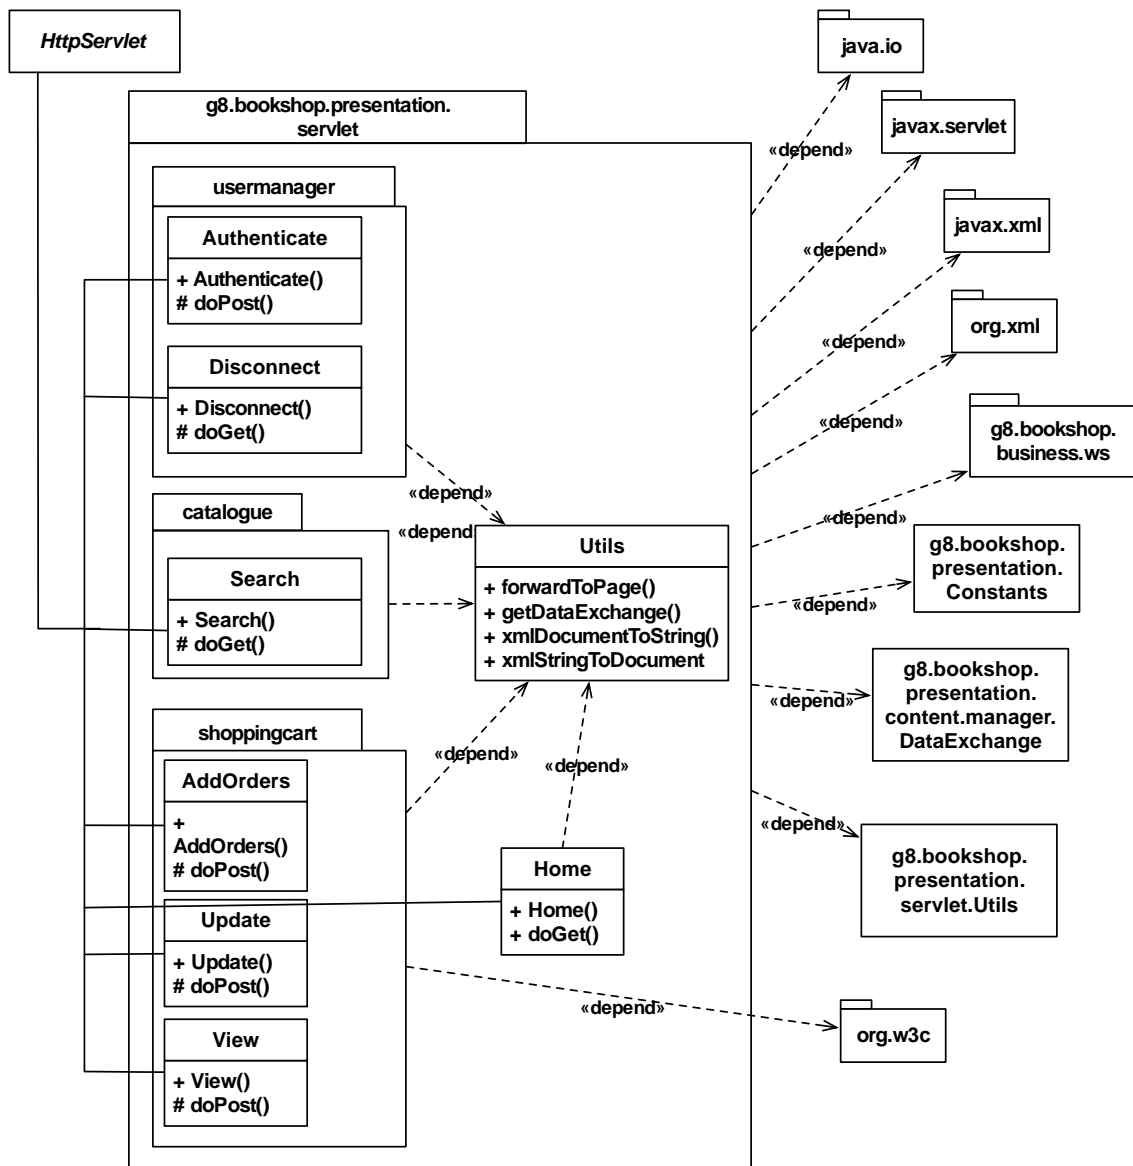 HttpServlet
g8.bookshop.presentation.
servlet
usermanager
Authenticate
+ Authenticate()
# doPost()
Disconnect
+ Disconnect()
# doGet()
«depend»
catalogue
«depend»
Search
+ Search()
# doGet()
Utils
+ forwardToPage()
+ getDataExchange()
+ xmlDocumentToString()
+ xmlStringToDocument
shoppingcart
«depend»
«depend»
AddOrders
+
AddOrders()
# doPost()
Update
+ Update()
# doPost()
View
+ View()
# doPost()
Home
+ Home()
+ doGet()
«depend»
java.io
«depend»
javax.servlet
«depend»
javax.xml
«depend»
org.xml
«depend»
g8.bookshop.
business.ws
«depend»
g8.bookshop.
presentation.
Constants
«depend»
g8.bookshop.
presentation.
content.manager.
DataExchange
«depend»
g8.bookshop.
presentation.
servlet.Utils
«depend»
org.w3c
«depend»